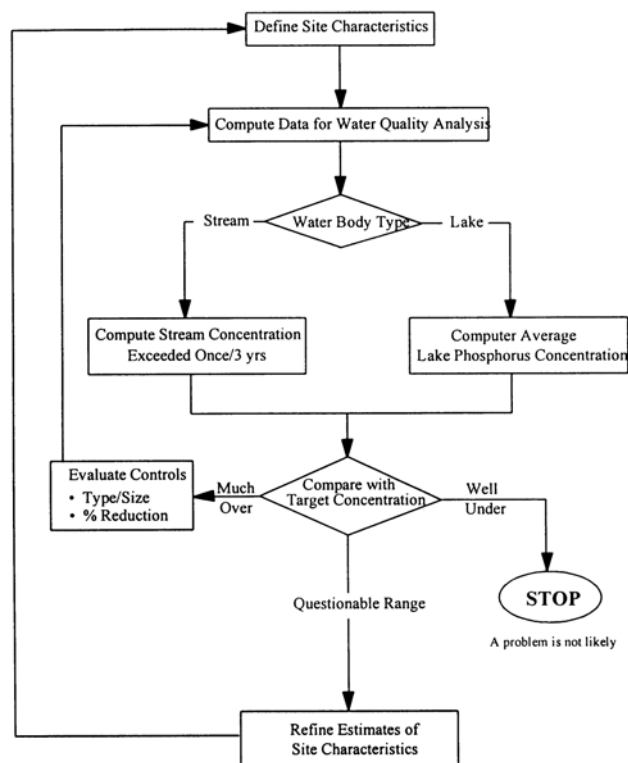 Define Site Characteristics
Compute Data for Water Quality Analysis
Stream
Water Body Type
Lake
Compute Stream Concentration
Exceeded Once/3 yrs
Computer Average
Lake Phosphorus Concentration
Evaluate Controls
• Type/Size
• % Reduction
Much
Over
Compare with
Target Concentration
Well
Under
STOP
A problem is not likely
Questionable Range
Refine Estimates of
Site Characteristics